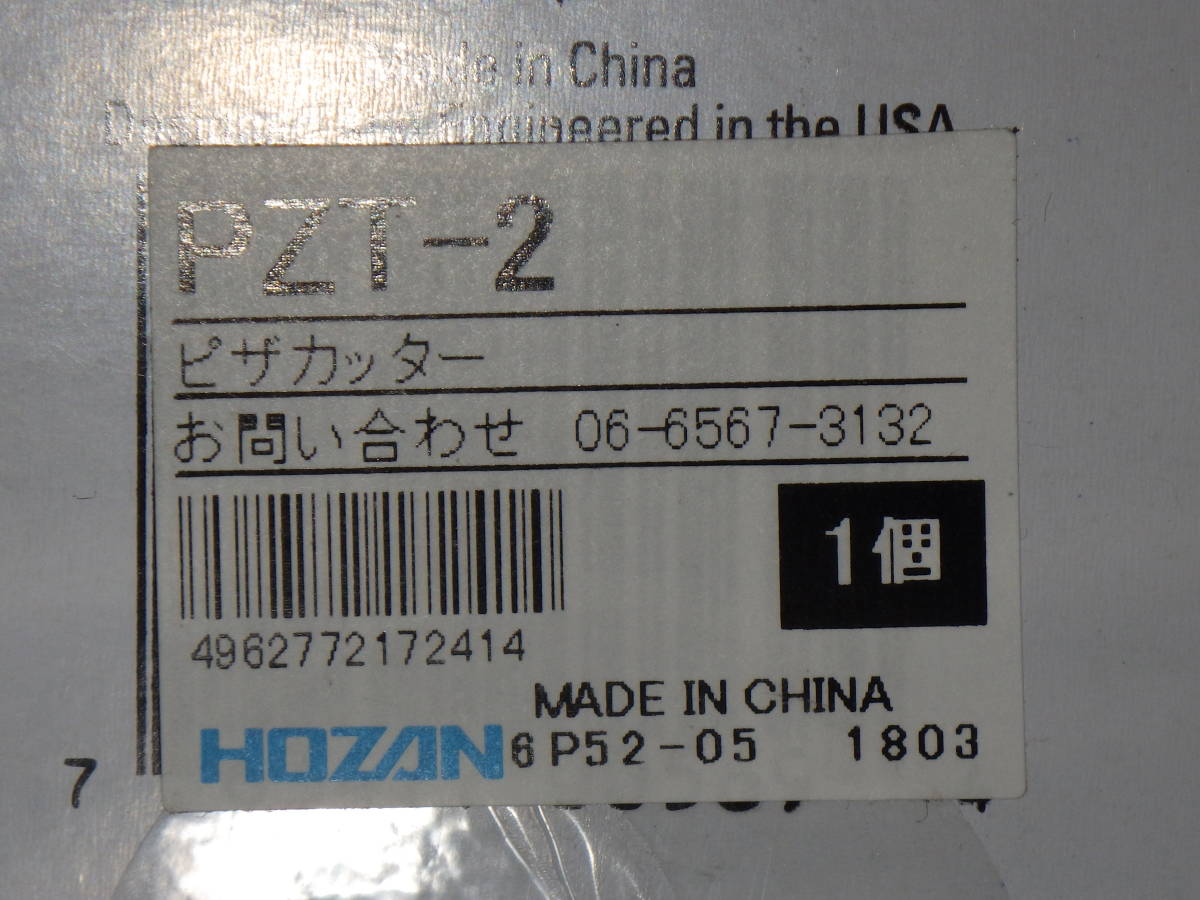 in China
Engineered in the USA
PZT-2
ピザカッター
お問い合わせ 06-6567-3132
1個
4962772172414
MADE IN CHINA
HOZAN 6P52-05 1803
7